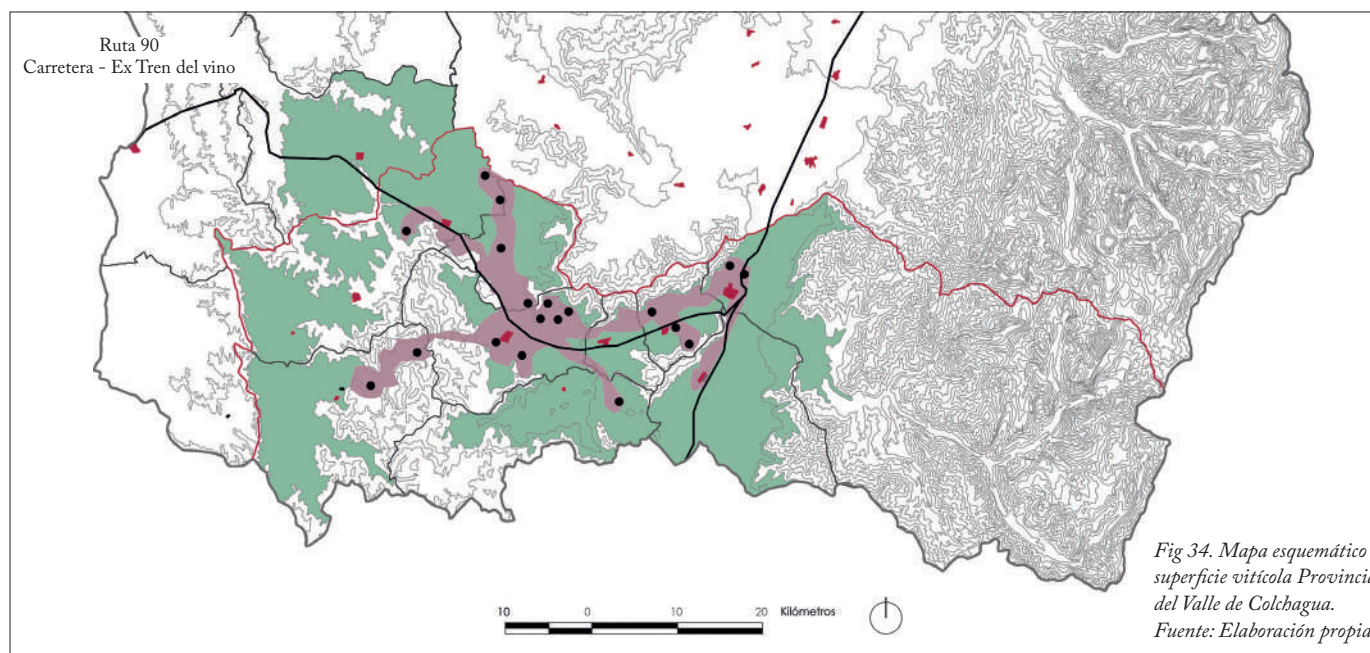 Ruta 90
Carretera - Ex Tren del vino
10 0 10 20 Kilómetros
Fig 34. Mapa esquemático
superficie vitícola Provincia
del Valle de Colchagua.
Fuente: Elaboración propia